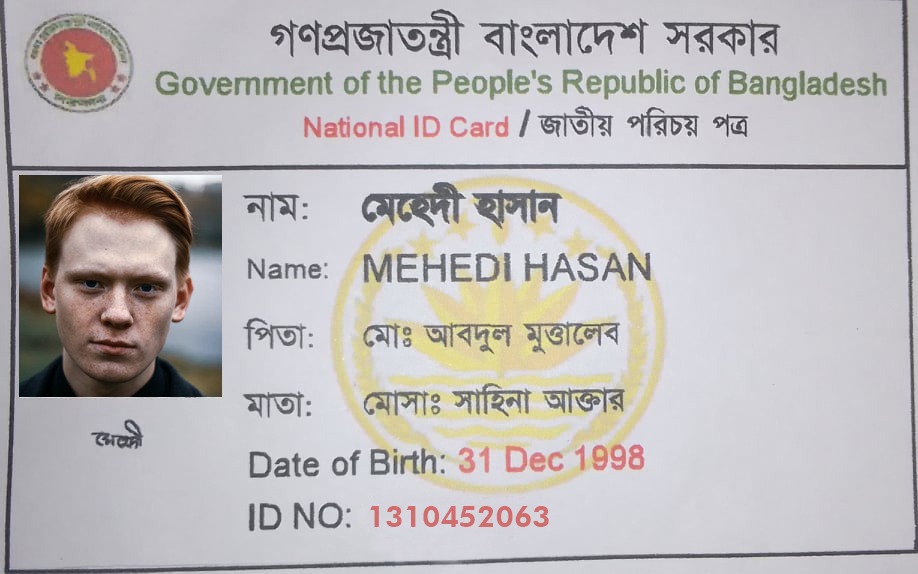 গণপ্রজাতন্ত্রী বাংলাদেশ সরকার
Government of the People's Republic of Bangladesh
National ID Card / জাতীয় পরিচয় পত্র
নাম: মেহেদী হাসান
Name: MEHEDI HASAN
পিতা: মোঃ আবদুল মুত্তালেব
মাতা: মোসাঃ সাহিনা আক্তার
মেহেদী
Date of Birth: 31 Dec 1998
ID NO: 1310452063